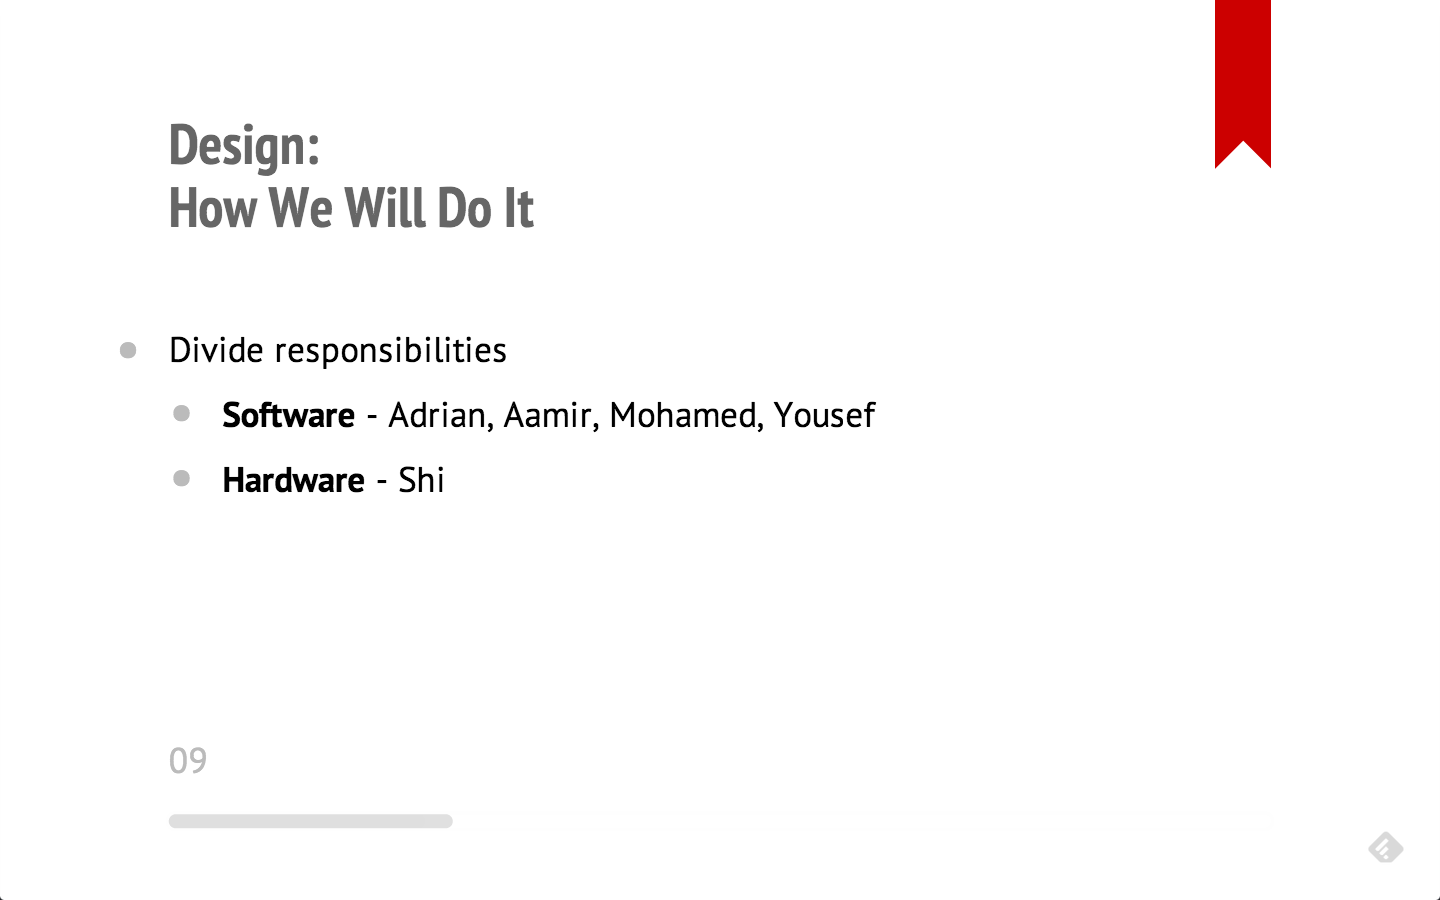 Design:
How We Will Do It
Divide responsibilities
Software - Adrian, Aamir, Mohamed, Yousef
Hardware - Shi
09